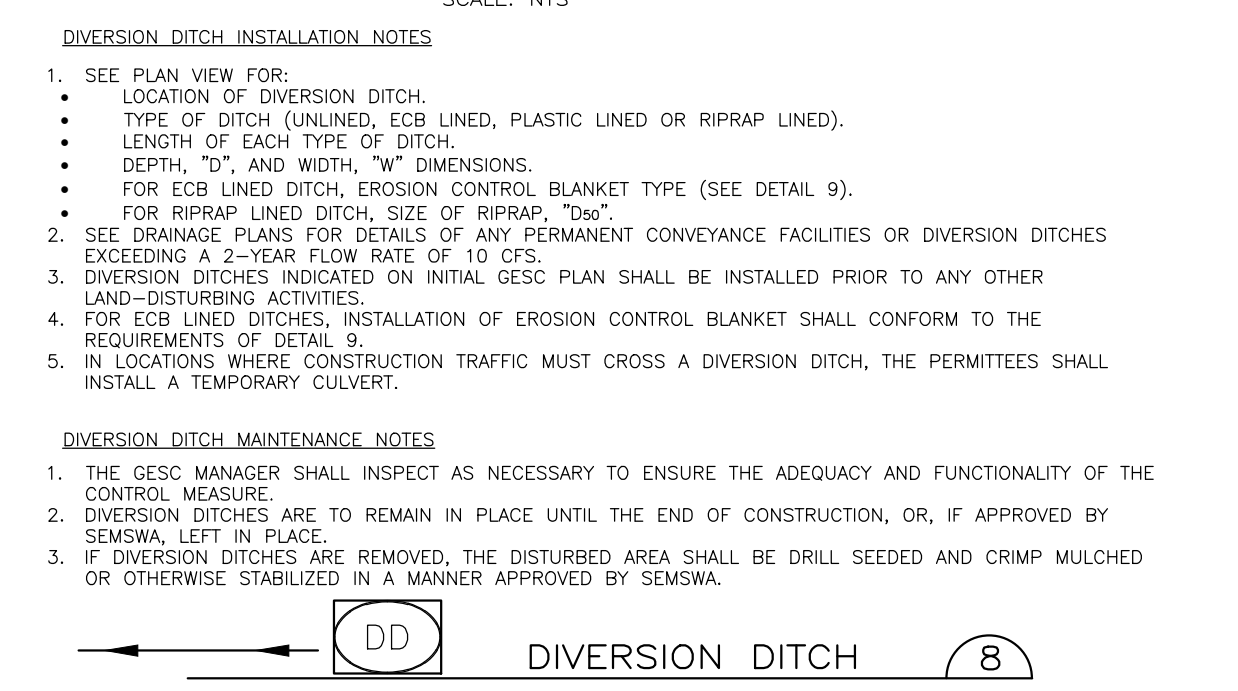 SCALE: NTS
DIVERSION DITCH INSTALLATION NOTES
1. SEE PLAN VIEW FOR:
• LOCATION OF DIVERSION DITCH.
• TYPE OF DITCH (UNLINED, ECB LINED, PLASTIC LINED OR RIPRAP LINED).
• LENGTH OF EACH TYPE OF DITCH.
• DEPTH, "D", AND WIDTH, "W" DIMENSIONS.
• FOR ECB LINED DITCH, EROSION CONTROL BLANKET TYPE (SEE DETAIL 9).
• FOR RIPRAP LINED DITCH, SIZE OF RIPRAP, "D50".
2. SEE DRAINAGE PLANS FOR DETAILS OF ANY PERMANENT CONVEYANCE FACILITIES OR DIVERSION DITCHES
EXCEEDING A 2-YEAR FLOW RATE OF 10 CFS.
3. DIVERSION DITCHES INDICATED ON INITIAL GESC PLAN SHALL BE INSTALLED PRIOR TO ANY OTHER
LAND-DISTURBING ACTIVITIES.
4. FOR ECB LINED DITCHES, INSTALLATION OF EROSION CONTROL BLANKET SHALL CONFORM TO THE
REQUIREMENTS OF DETAIL 9.
5. IN LOCATIONS WHERE CONSTRUCTION TRAFFIC MUST CROSS A DIVERSION DITCH, THE PERMITTEES SHALL
INSTALL A TEMPORARY CULVERT.
DIVERSION DITCH MAINTENANCE NOTES
1. THE GESC MANAGER SHALL INSPECT AS NECESSARY TO ENSURE THE ADEQUACY AND FUNCTIONALITY OF THE
CONTROL MEASURE.
2. DIVERSION DITCHES ARE TO REMAIN IN PLACE UNTIL THE END OF CONSTRUCTION, OR, IF APPROVED BY
SEMSWA, LEFT IN PLACE.
3. IF DIVERSION DITCHES ARE REMOVED, THE DISTURBED AREA SHALL BE DRILL SEEDED AND CRIMP MULCHED
OR OTHERWISE STABILIZED IN A MANNER APPROVED BY SEMSWA.
DD DIVERSION DITCH 8